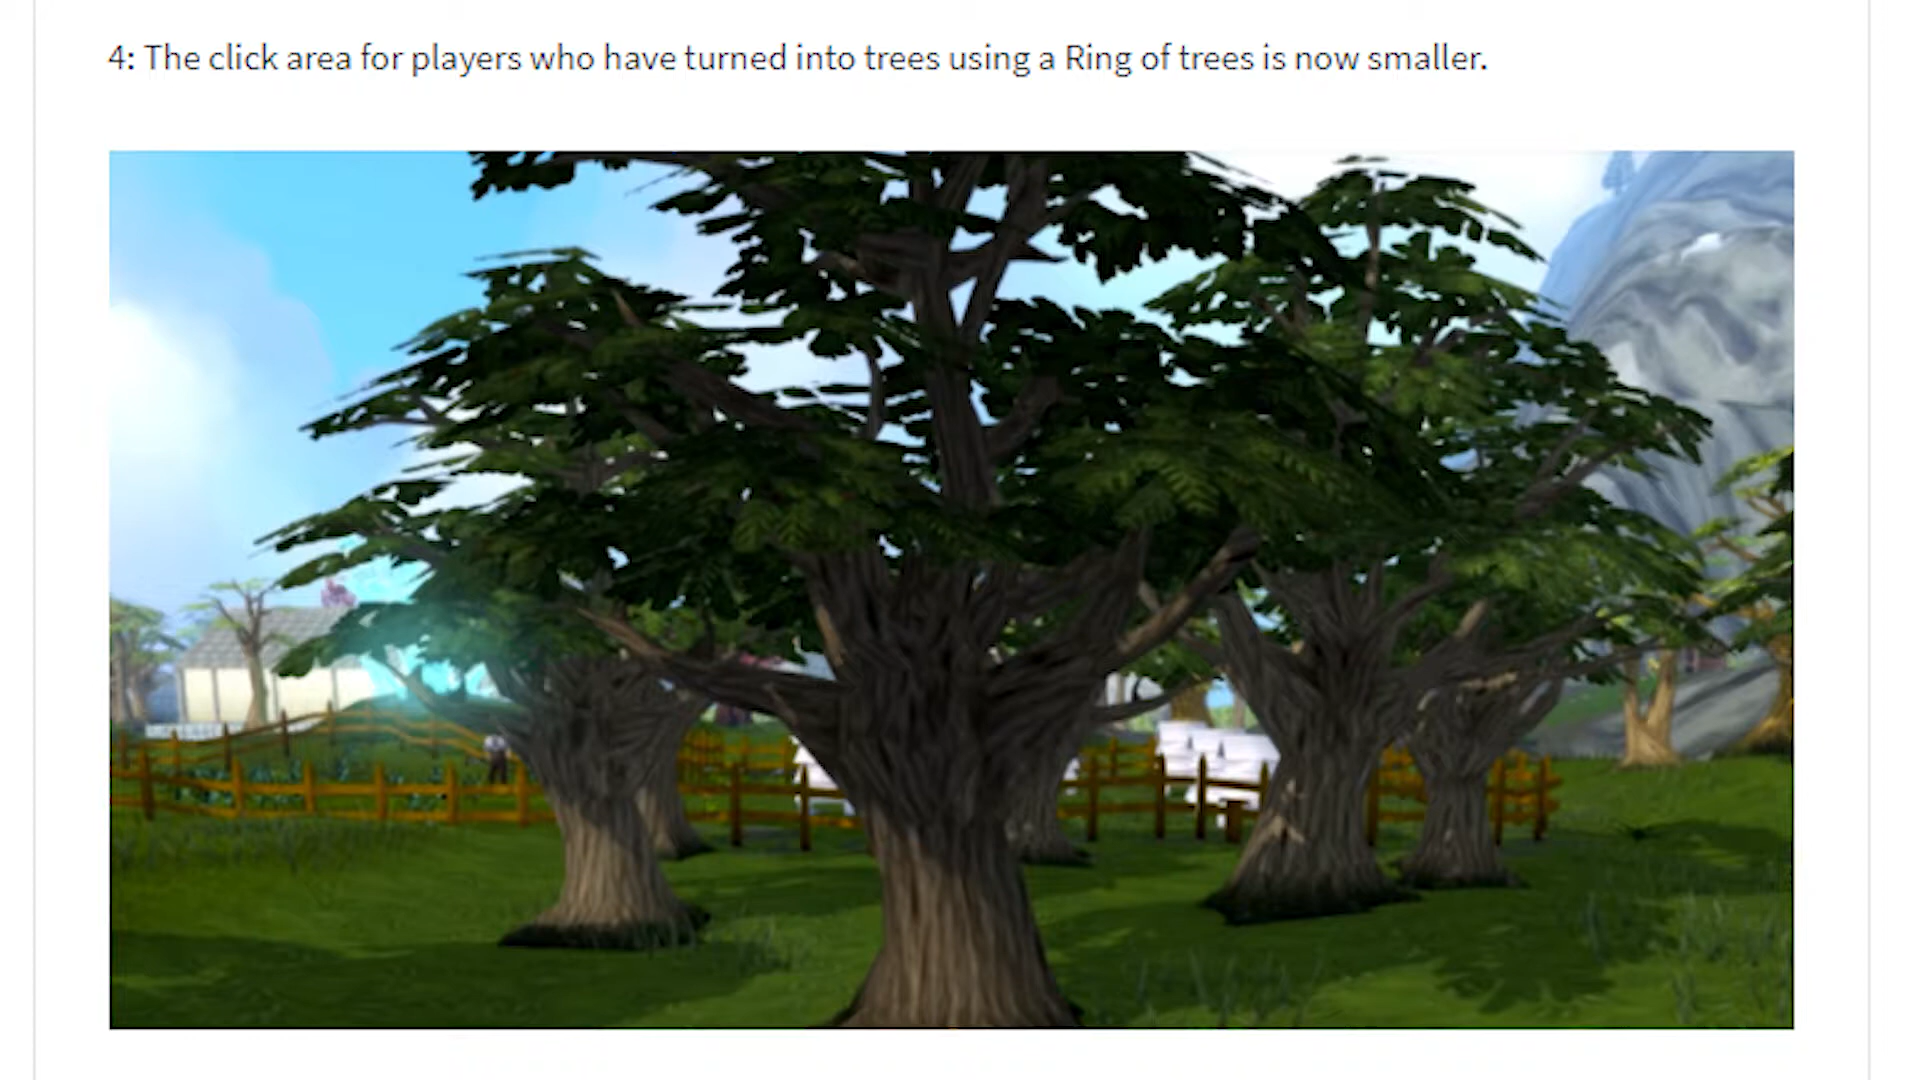 4: The click area for players who have turned into trees using a Ring of trees is now smaller.